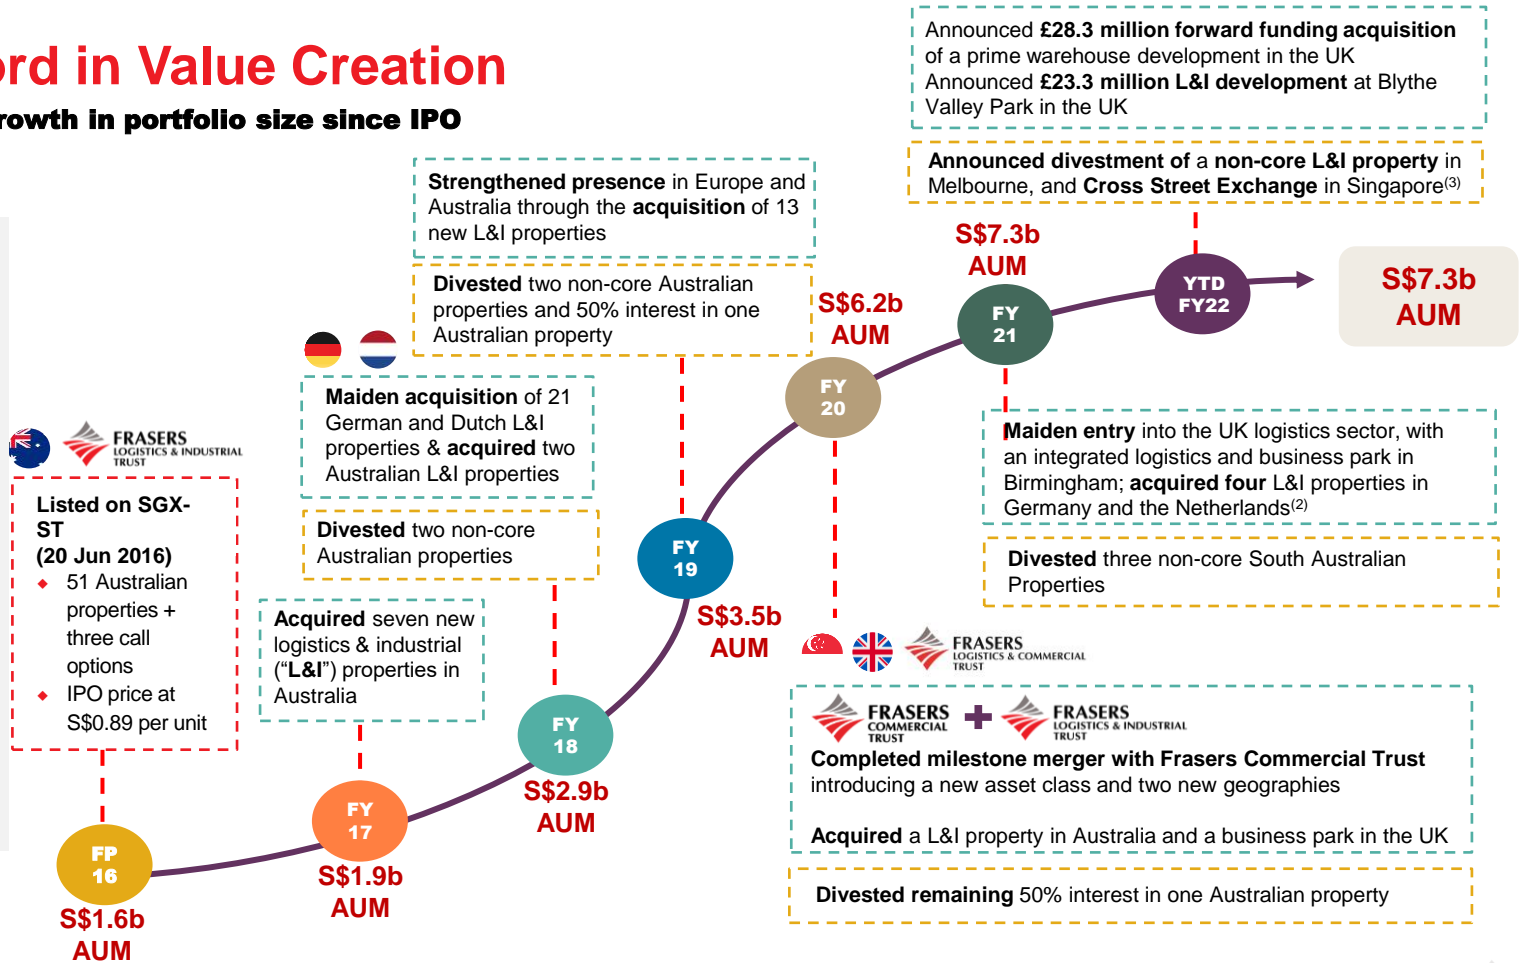 ord in Value Creation
rowth in portfolio size since IPO
Announced £28.3 million forward funding acquisition
of a prime warehouse development in the UK
Announced £23.3 million L&I development at Blythe
Valley Park in the UK
Announced divestment of a non-core L&I property in
Melbourne, and Cross Street Exchange in Singapore(3)
Strengthened presence in Europe and
Australia through the acquisition of 13
new L&I properties
Divested two non-core Australian
properties and 50% interest in one
Australian property
S$6.2b
AUM
S$7.3b
AUM
YTD
FY22
S$7.3b
AUM
FY
21
FY
20
Maiden acquisition of 21
German and Dutch L&I
properties & acquired two
Australian L&I properties
Divested two non-core
Australian properties
Maiden entry into the UK logistics sector, with
an integrated logistics and business park in
Birmingham; acquired four L&I properties in
Germany and the Netherlands(2)
Divested three non-core South Australian
Properties
FRASERS
LOGISTICS & INDUSTRIAL
TRUST
Listed on SGX-
ST
(20 Jun 2016)
51 Australian
properties +
three call
options
IPO price at
S$0.89 per unit
Acquired seven new
logistics & industrial
(“L&I”) properties in
Australia
FY
19
S$3.5b
AUM
FRASERS
LOGISTICS & COMMERCIAL
TRUST
FRASERS
COMMERCIAL
TRUST
+
FRASERS
LOGISTICS & INDUSTRIAL
TRUST
Completed milestone merger with Frasers Commercial Trust
introducing a new asset class and two new geographies
Acquired a L&I property in Australia and a business park in the UK
Divested remaining 50% interest in one Australian property
FY
18
S$2.9b
AUM
FY
17
S$1.9b
AUM
FP
16
S$1.6b
AUM